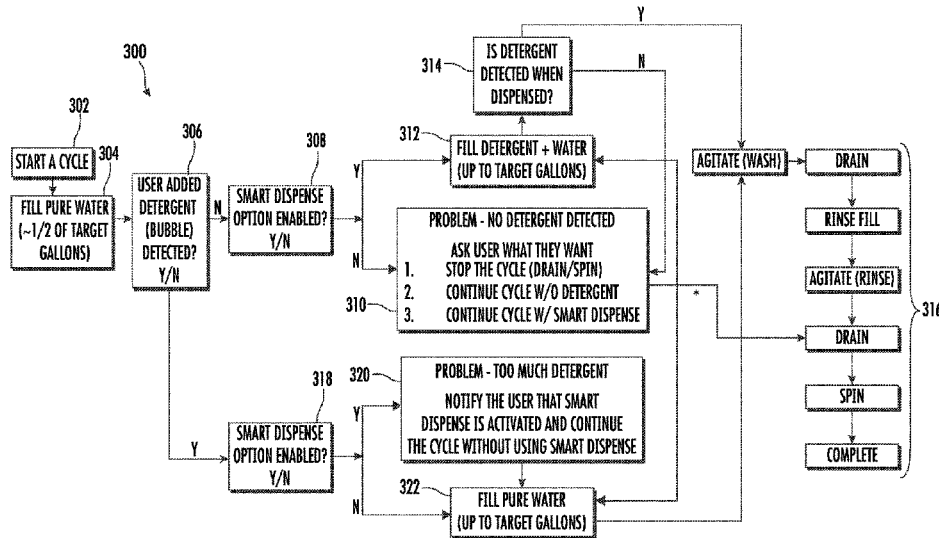 300
302
START A CYCLE
304
FILL PURE WATER
(~1/2 OF TARGET
GALLONS)
306
USER ADDED
DETERGENT
(BUBBLE)
DETECTED?
Y/N
N
Y
308
SMART DISPENSE
OPTION ENABLED?
Y/N
Y
N
312
FILL DETERGENT + WATER
(UP TO TARGET GALLONS)
314
IS DETERGENT
DETECTED WHEN
DISPENSED?
Y
N
310
PROBLEM - NO DETERGENT DETECTED
ASK USER WHAT THEY WANT
1. STOP THE CYCLE (DRAIN/SPIN)
2. CONTINUE CYCLE W/O DETERGENT
3. CONTINUE CYCLE W/ SMART DISPENSE
*
318
SMART DISPENSE
OPTION ENABLED?
Y/N
Y
N
320
PROBLEM - TOO MUCH DETERGENT
NOTIFY THE USER THAT SMART
DISPENSE IS ACTIVATED AND CONTINUE
THE CYCLE WITHOUT USING SMART DISPENSE
322
FILL PURE WATER
(UP TO TARGET GALLONS)
AGITATE (WASH)
DRAIN
RINSE FILL
AGITATE (RINSE)
DRAIN
SPIN
COMPLETE
316